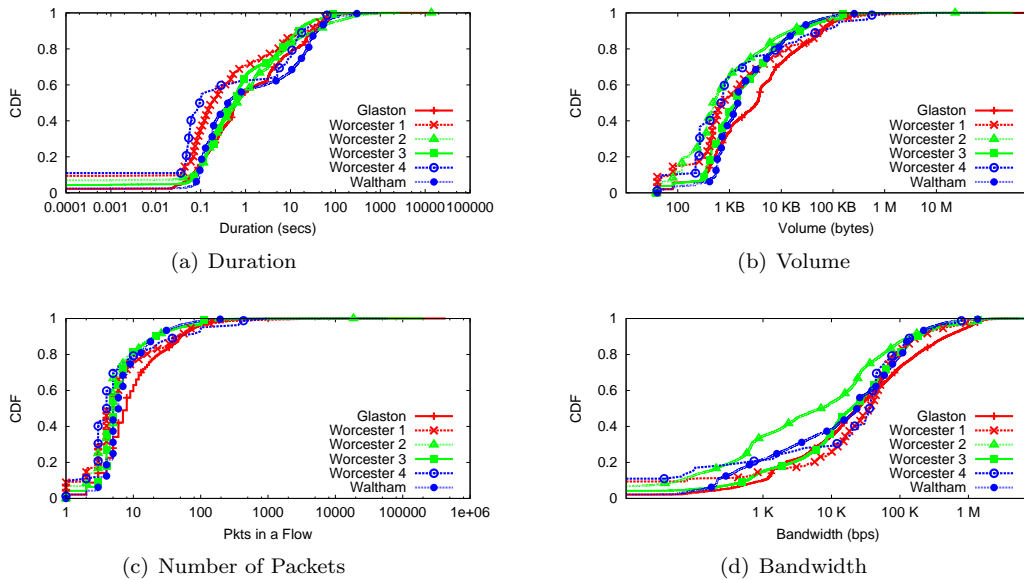 CDF
1
0.8
0.6
0.4
0.2
0
0.0001
0.001
0.01
0.1
1
10
100
1000
10000
100000
Duration (secs)
Glaston
Worcester 1
Worcester 2
Worcester 3
Worcester 4
Waltham
(a) Duration
CDF
1
0.8
0.6
0.4
0.2
0
100
1 KB
10 KB
100 KB
1 M
10 M
Volume (bytes)
Glaston
Worcester 1
Worcester 2
Worcester 3
Worcester 4
Waltham
(b) Volume
CDF
1
0.8
0.6
0.4
0.2
0
1
10
100
1000
10000
100000
1e+06
Pkts in a Flow
Glaston
Worcester 1
Worcester 2
Worcester 3
Worcester 4
Waltham
(c) Number of Packets
CDF
1
0.8
0.6
0.4
0.2
0
1 K
10 K
100 K
1 M
Bandwidth (bps)
Glaston
Worcester 1
Worcester 2
Worcester 3
Worcester 4
Waltham
(d) Bandwidth